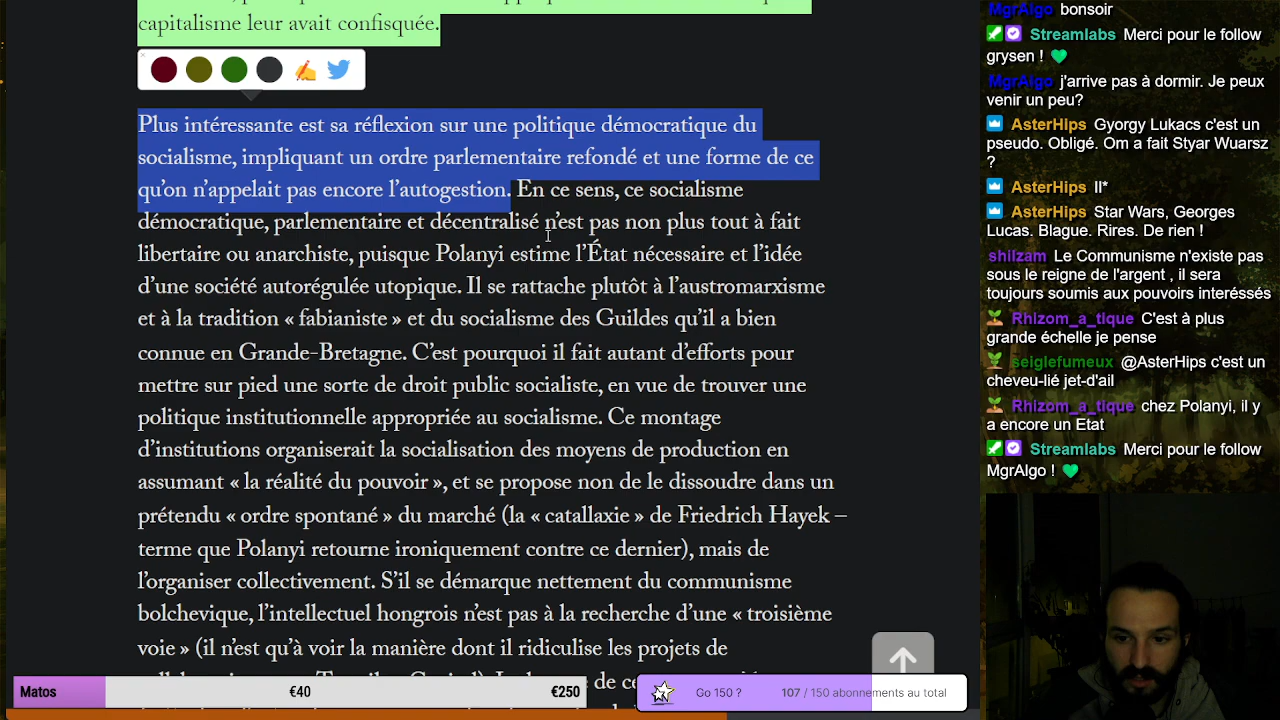 capitalisme leur avait confisquée.
Plus intéressante est sa réflexion sur une politique démocratique du
socialisme, impliquant un ordre parlementaire refondé et une forme de ce
qu'on n'appelait pas encore l'autogestion. En ce sens, ce socialisme
démocratique, parlementaire et décentralisé n'est pas non plus tout à fait
libertaire ou anarchiste, puisque Polanyi estime l'État nécessaire et l'idée
d'une société autorégulée utopique. Il se rattache plutôt à l'austromarxisme
et à la tradition « fabianiste » et du socialisme des Guildes qu'il a bien
connue en Grande-Bretagne. C'est pourquoi il fait autant d'efforts pour
mettre sur pied une sorte de droit public socialiste, en vue de trouver une
politique institutionnelle appropriée au socialisme. Ce montage
d'institutions organiserait la socialisation des moyens de production en
assumant « la réalité du pouvoir », et se propose non de le dissoudre dans un
prétendu « ordre spontané » du marché (la « catallaxie » de Friedrich Hayek –
terme que Polanyi retourne ironiquement contre ce dernier), mais de
l'organiser collectivement. S'il se démarque nettement du communisme
bolchevique, l'intellectuel hongrois n'est pas à la recherche d'une « troisième
voie » (il n'est qu'à voir la manière dont il ridiculise les projets de
de ce
Matos
€40
€250
Go 150 ?
107 / 150 abonnements au total
MgrAlgo bonsoir
Streamlabs Merci pour le follow
grysen !
MgrAlgo j'arrive pas à dormir. Je peux
venir un peu?
AsterHips Gyorgy Lukacs c'est un
pseudo. Obligé. Om a fait Styar Wuarsz
?
AsterHips Il*
AsterHips Star Wars, Georges
Lucas. Blague. Rires. De rien !
shiizam Le Communisme n'existe pas
sous le reigne de l'argent , il sera
toujours soumis aux pouvoirs interéssés
Rhizom_a_tique C'est à plus
grande échelle je pense
seiglefumeux @AsterHips c'est un
cheveu-lié jet-d'ail
Rhizom_a_tique chez Polanyi, il y
a encore un Etat
Streamlabs Merci pour le follow
MgrAlgo !